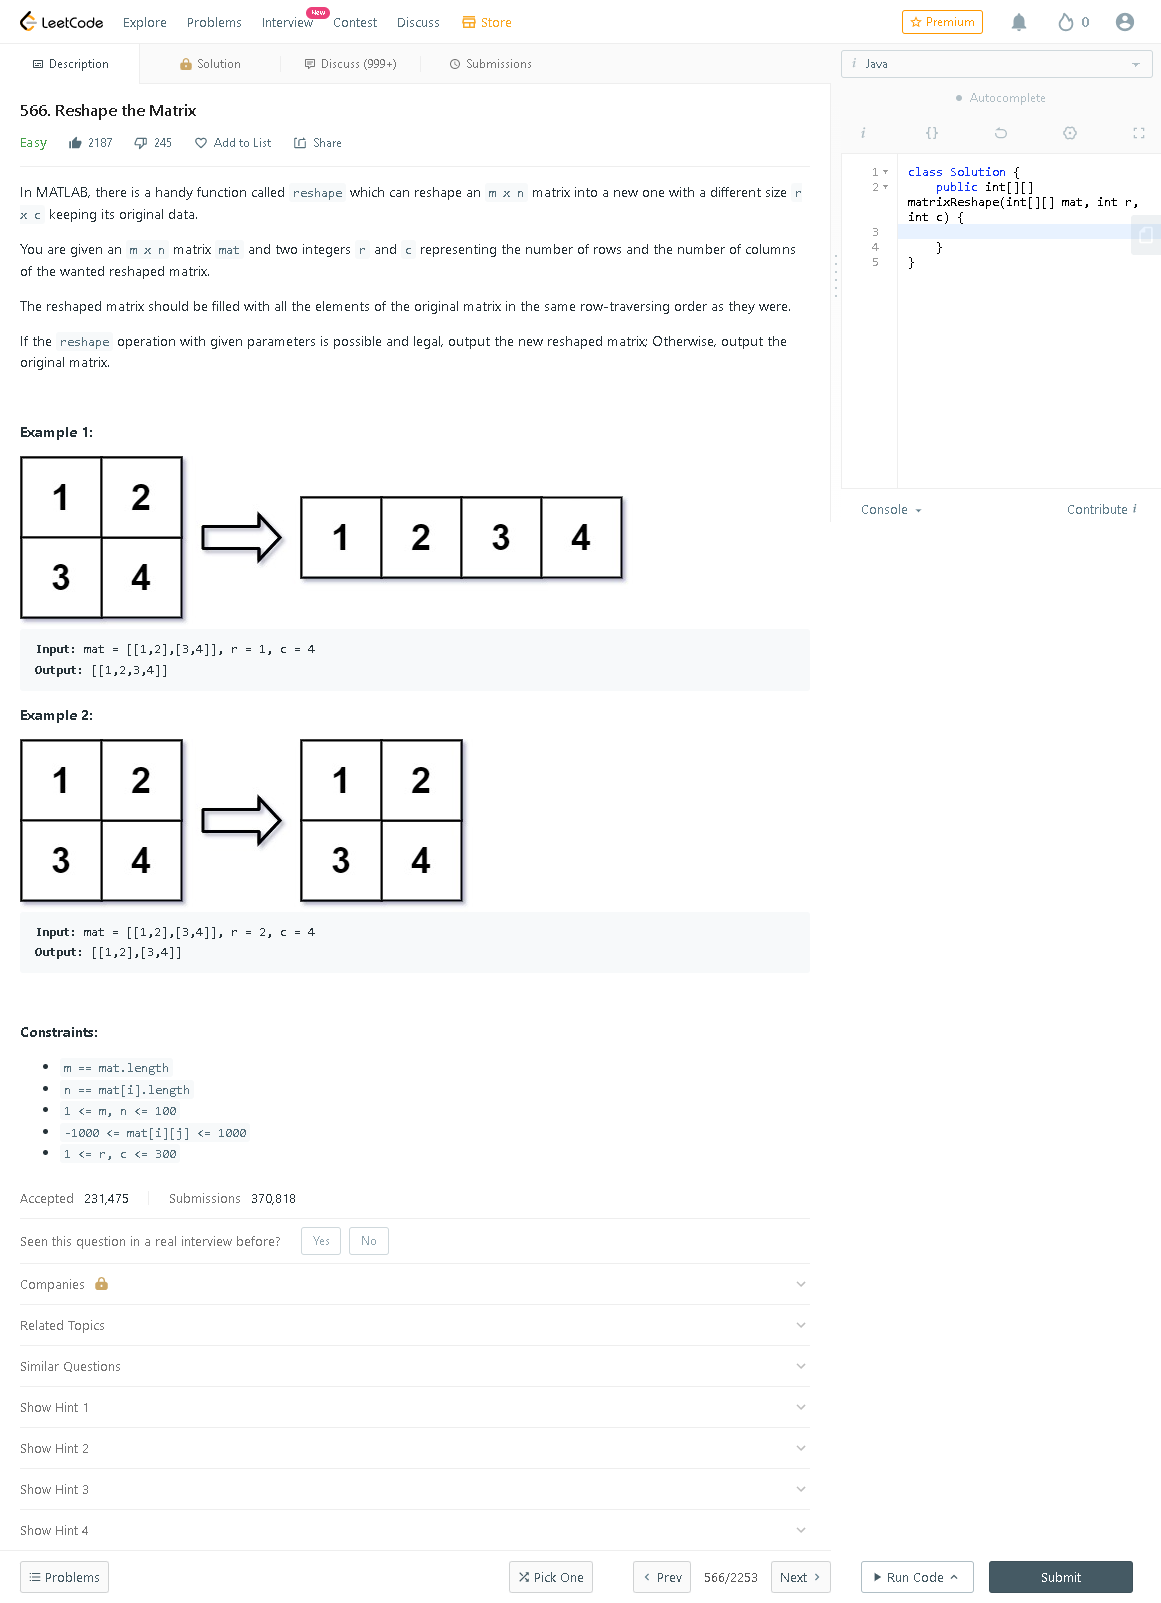 LeetCode Explore Problems Interview New Contest Discuss Store Premium 0
Description Solution Discuss (999+) Submissions
i Java
Autocomplete
i {}
566. Reshape the Matrix
Easy 2187 245 Add to List Share
In MATLAB, there is a handy function called reshape which can reshape an m x n matrix into a new one with a different size r
x c keeping its original data.
You are given an m x n matrix mat and two integers r and c representing the number of rows and the number of columns
of the wanted reshaped matrix.
The reshaped matrix should be filled with all the elements of the original matrix in the same row-traversing order as they were.
If the reshape operation with given parameters is possible and legal, output the new reshaped matrix; Otherwise, output the
original matrix.
Example 1:
1 2
3 4
1 2 3 4
Input: mat = [[1,2],[3,4]], r = 1, c = 4
Output: [[1,2,3,4]]
Example 2:
1 2
3 4
1 2
3 4
Input: mat = [[1,2],[3,4]], r = 2, c = 4
Output: [[1,2],[3,4]]
Constraints:
m == mat.length
n == mat[i].length
1 <= m, n <= 100
-1000 <= mat[i][j] <= 1000
1 <= r, c <= 300
Accepted 231,475 Submissions 370,818
Seen this question in a real interview before? Yes No
Companies
Related Topics
Similar Questions
Show Hint 1
Show Hint 2
Show Hint 3
Show Hint 4
1 class Solution {
2 public int[][]
matrixReshape(int[][] mat, int r,
int c) {
3
4 }
5 }
Console Contribute i
Problems Pick One Prev 566/2253 Next Run Code Submit